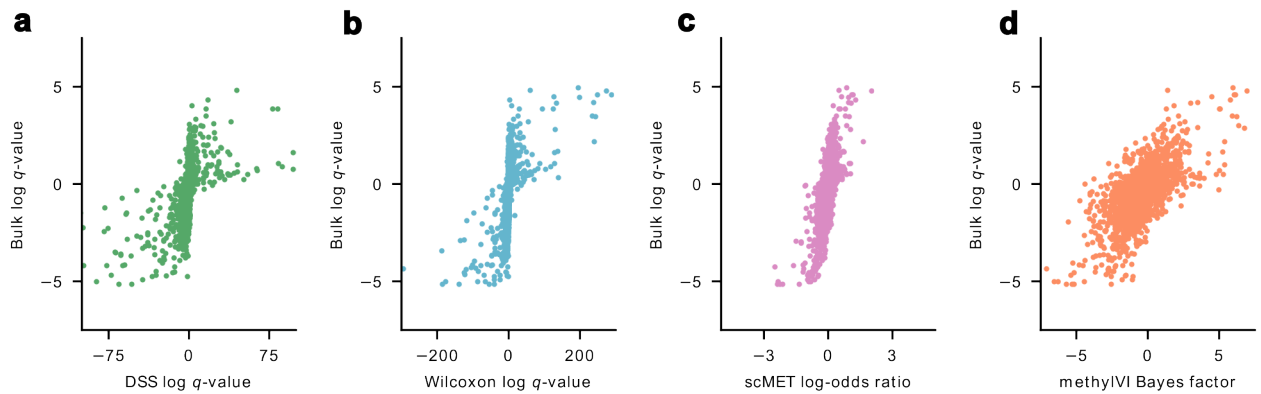 a
b
c
d
Bulk log q-value
5
0
−5
−75
0
75
DSS log q-value
Bulk log q-value
5
0
−5
−200
0
200
Wilcoxon log q-value
Bulk log q-value
5
0
−5
−3
0
3
scMET log-odds ratio
Bulk log q-value
5
0
−5
−5
0
5
methylVI Bayes factor